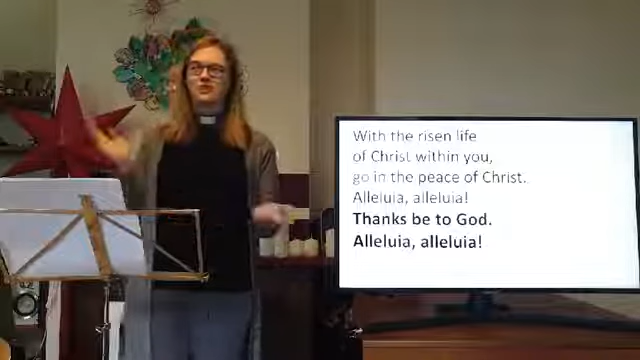 With the risen life
of Christ within you,
go in the peace of Christ.
Alleluia, alleluia!
Thanks be to God.
Alleluia, alleluia!